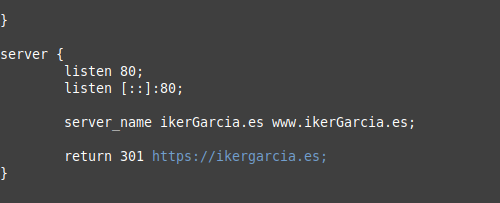 }
server {
listen 80;
listen [::]:80;
server_name ikerGarcia.es www.ikerGarcia.es;
return 301 https://ikergarcia.es;
}